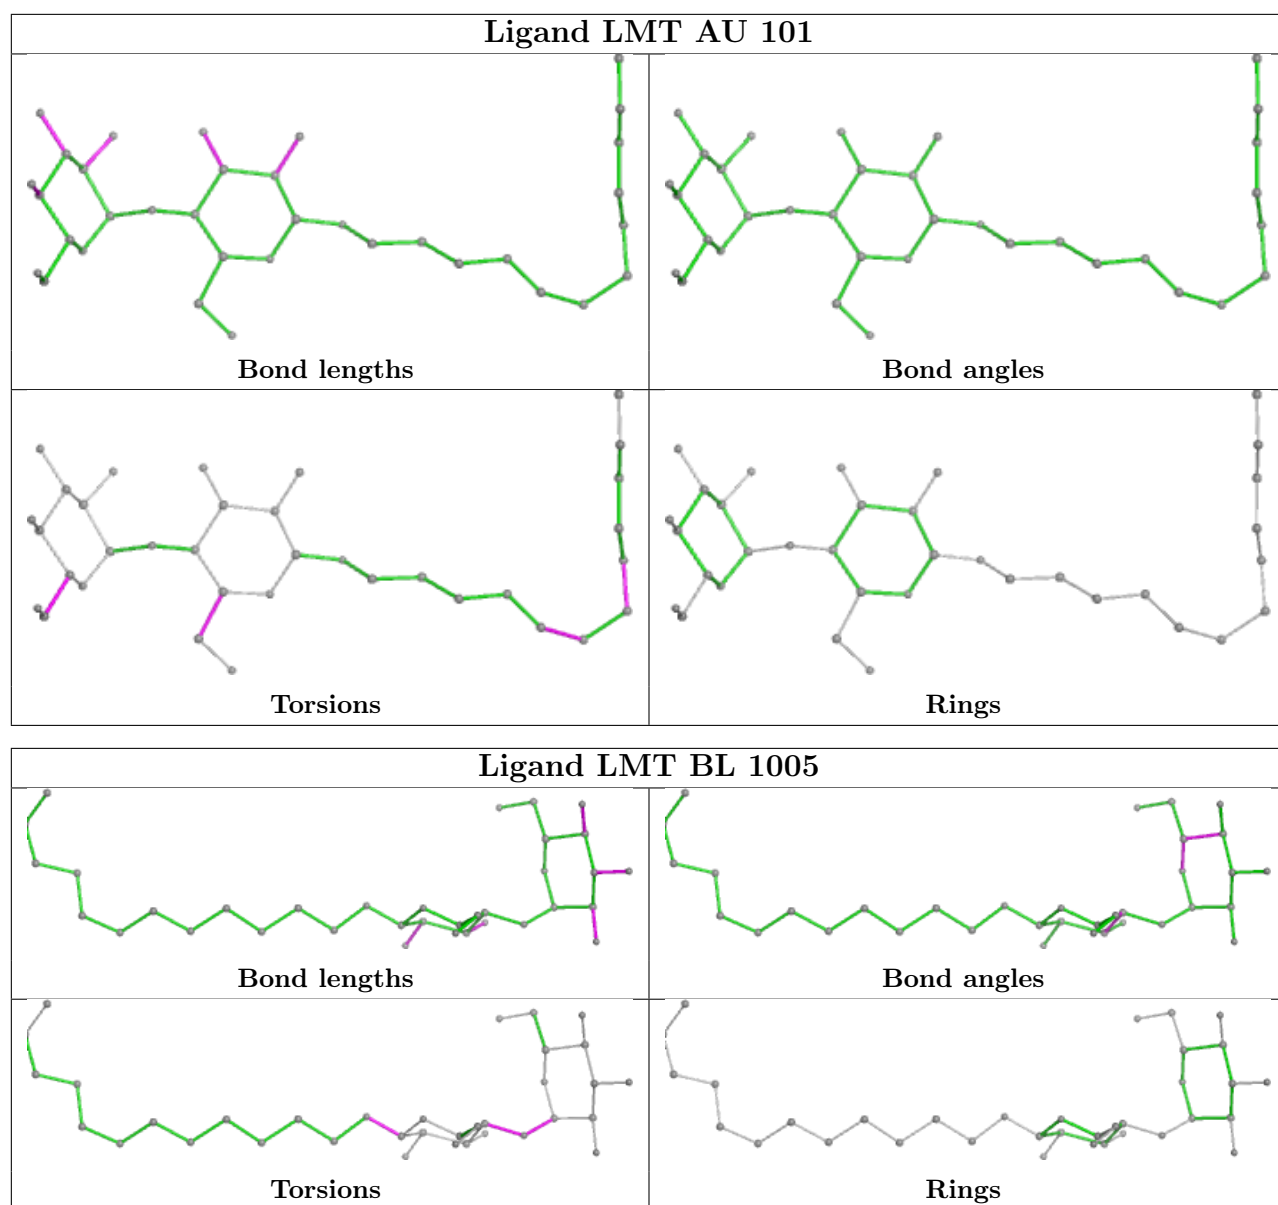 Ligand LMT AU 101
Bond lengths
Bond angles
Torsions
Rings
Ligand LMT BL 1005
Bond lengths
Bond angles
Torsions
Rings